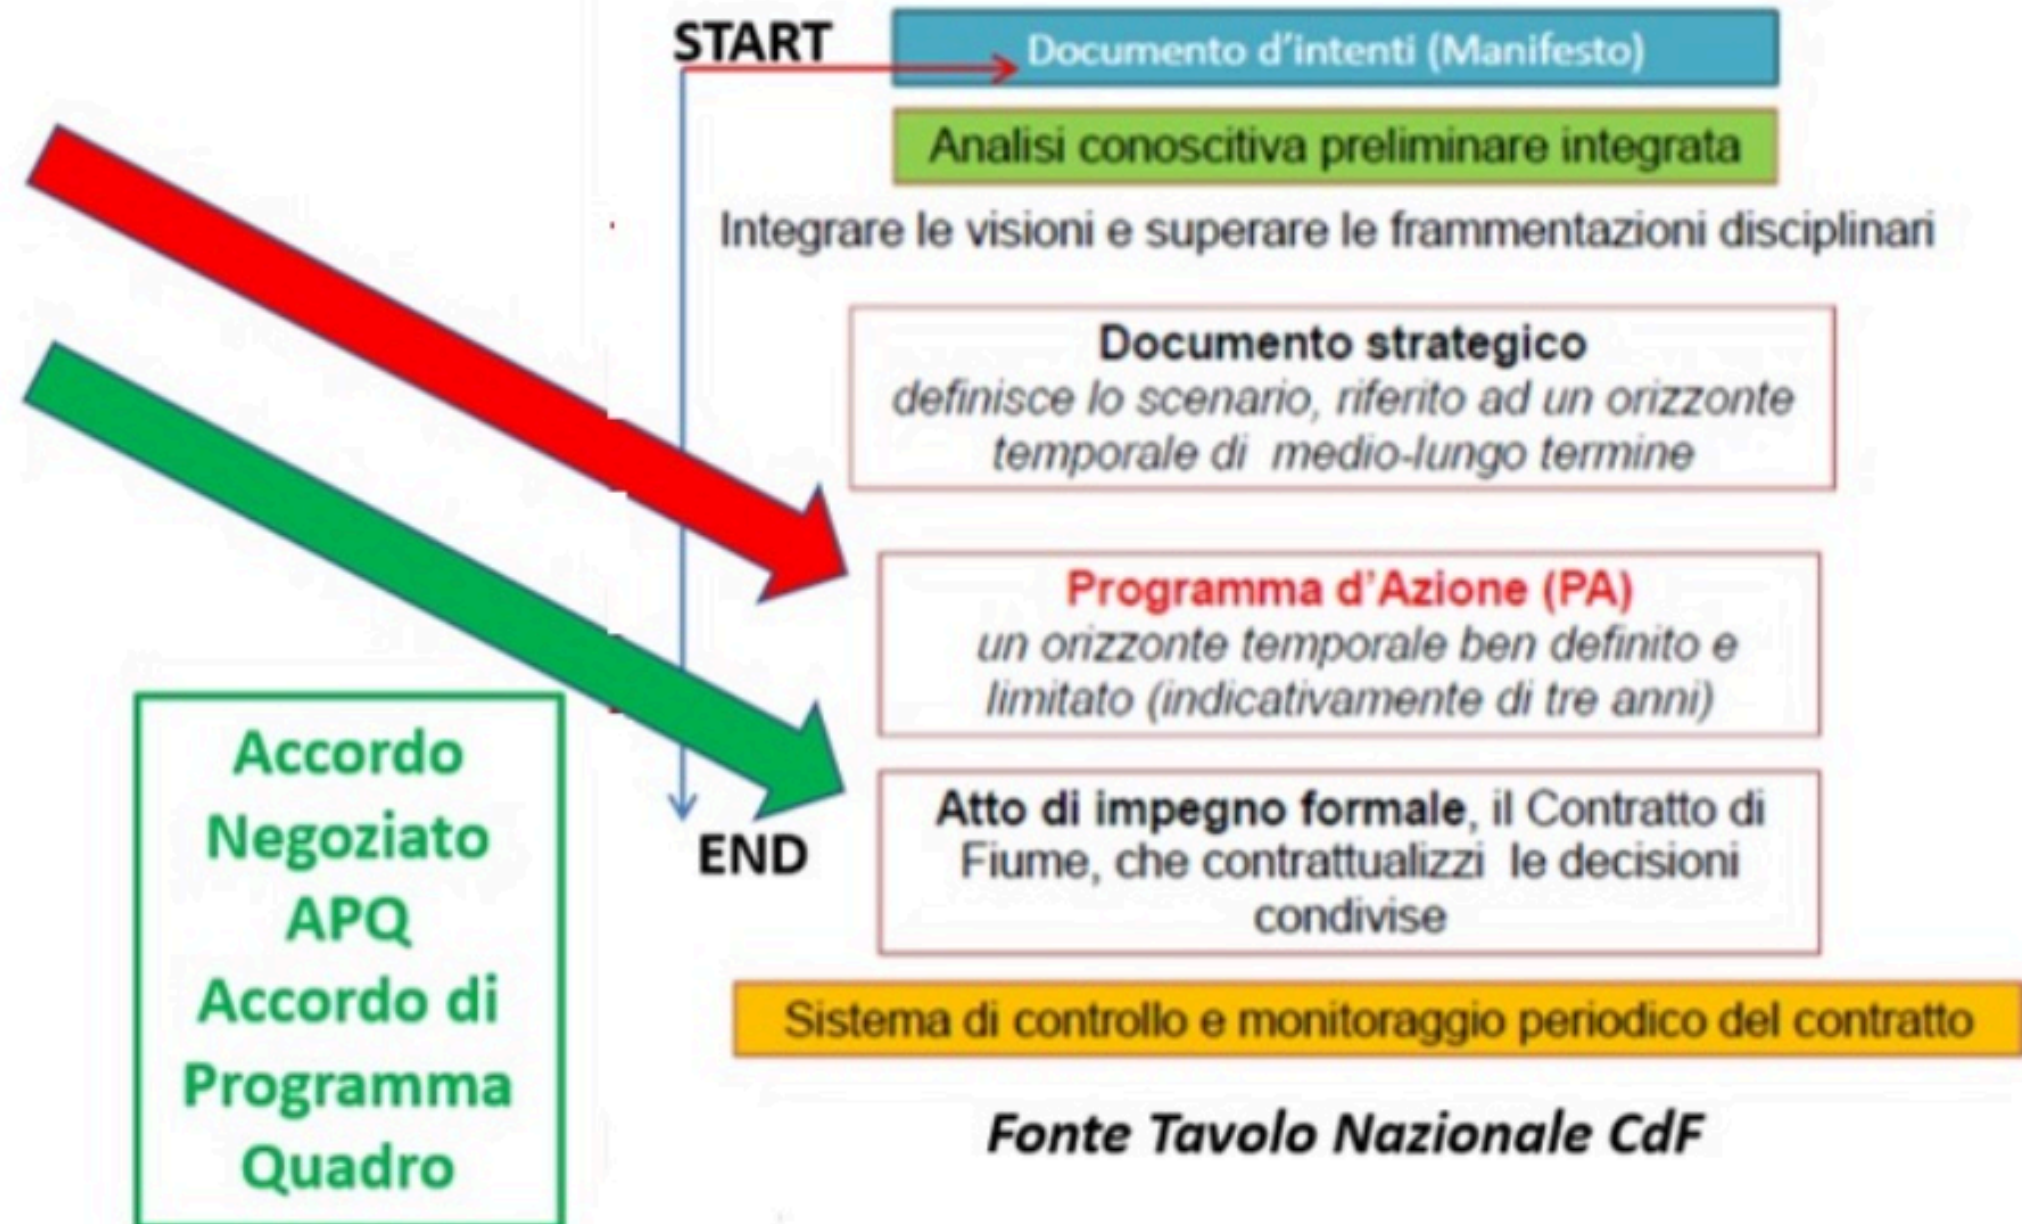 START
Documento d'intenti (Manifesto)
Analisi conoscitiva preliminare integrata
Integrare le visioni e superare le frammentazioni disciplinari
Documento strategico
definisce lo scenario, riferito ad un orizzonte
temporale di medio-lungo termine
Programma d'Azione (PA)
un orizzonte temporale ben definito e
limitato (indicativamente di tre anni)
Atto di impegno formale, il Contratto di
Fiume, che contrattualizzi le decisioni
condivise
END
Accordo
Negoziato
APQ
Accordo di
Programma
Quadro
Sistema di controllo e monitoraggio periodico del contratto
Fonte Tavolo Nazionale CdF